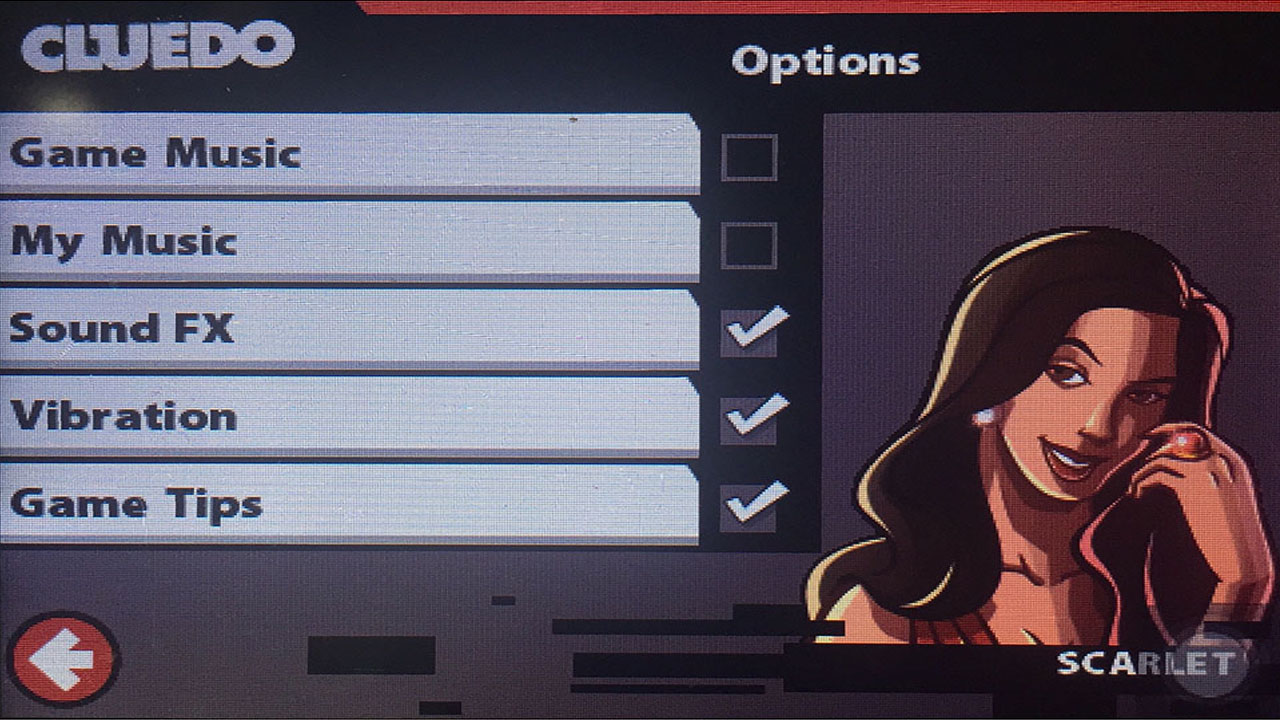 CLUEDO
Options
Game Music
My Music
Sound FX
Vibration
Game Tips
SCARLET